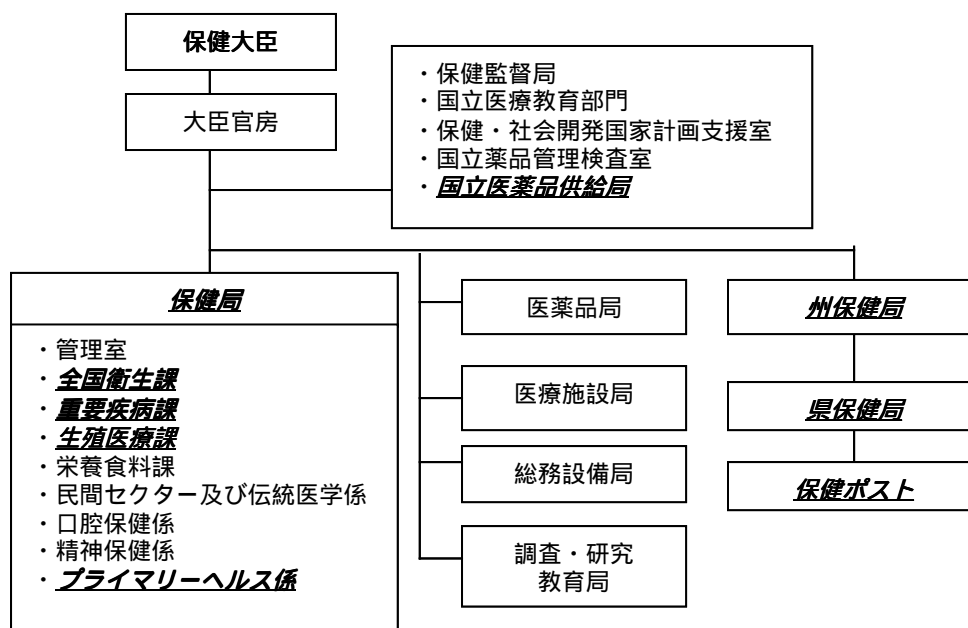 保健大臣
大臣官房
・保健監督局
・国立医療教育部門
・保健・社会開発国家計画支援室
・国立薬品管理検査室
・国立医薬品供給局
保健局
・管理室
・全国衛生課
・重要疾病課
・生殖医療課
・栄養食料課
・民間セクター及び伝統医学係
・口腔保健係
・精神保健係
・プライマリーヘルス係
医薬品局
医療施設局
総務設備局
調査・研究
教育局
州保健局
県保健局
保健ポスト